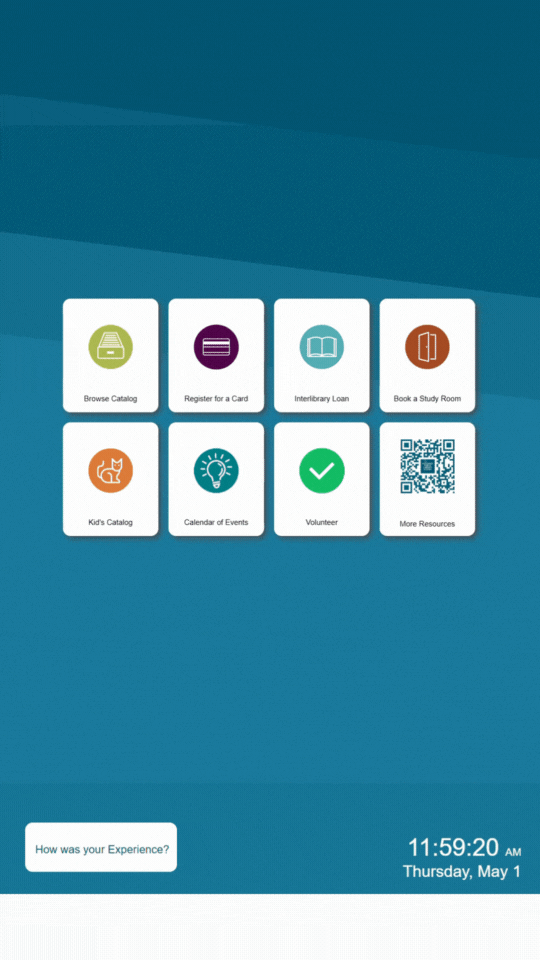 Browse Catalog
Register for a Card
Interlibrary Loan
Book a Study Room
Kid's Catalog
Calendar of Events
Volunteer
More Resources
How was your Experience?
11:59:20 AM
Thursday, May 1